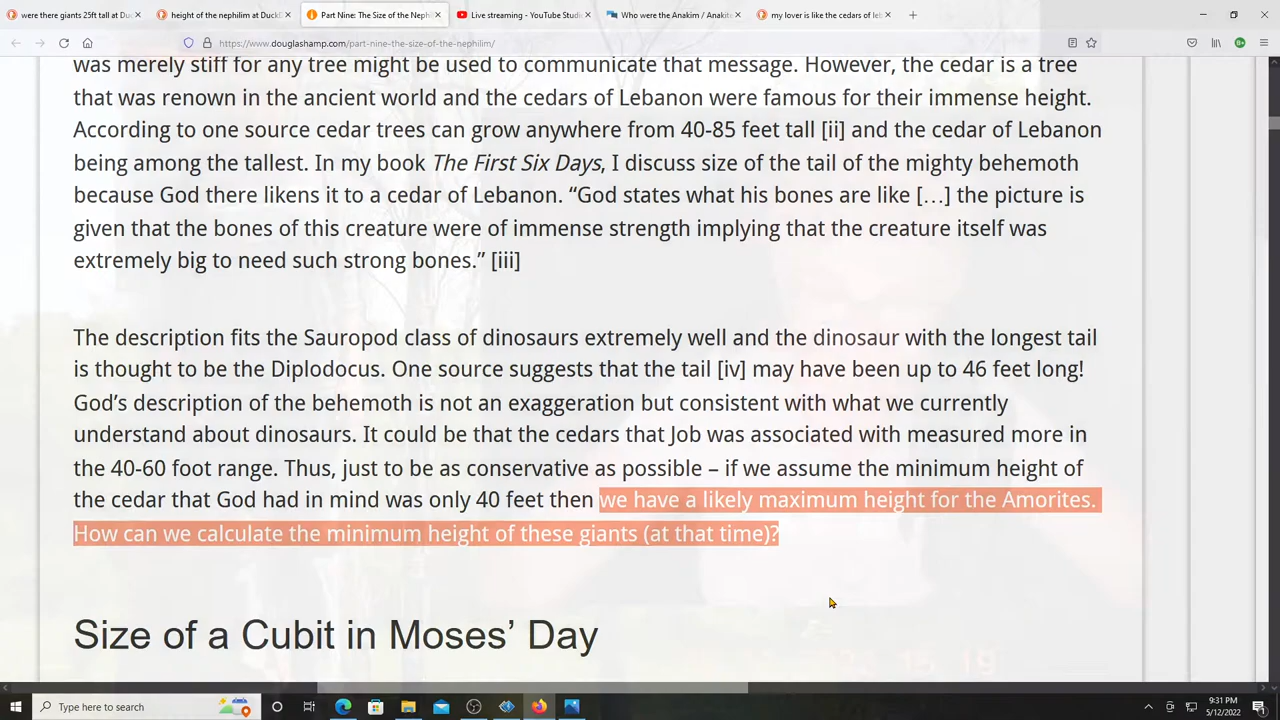 were there giants 25ft tall at Duc
height of the nephilim at DuckD
Part Nine: The Size of the Nephi
Live streaming - YouTube Studi
Who were the Anakim / Anakite
my lover is like the cedars of leb
https://www.douglashamp.com/part-nine-the-size-of-the-nephilim/
was merely stiff for any tree might be used to communicate that message. However, the cedar is a tree
that was renown in the ancient world and the cedars of Lebanon were famous for their immense height.
According to one source cedar trees can grow anywhere from 40-85 feet tall [ii] and the cedar of Lebanon
being among the tallest. In my book The First Six Days, I discuss size of the tail of the mighty behemoth
because God there likens it to a cedar of Lebanon. “God states what his bones are like […] the picture is
given that the bones of this creature were of immense strength implying that the creature itself was
extremely big to need such strong bones.” [iii]
The description fits the Sauropod class of dinosaurs extremely well and the dinosaur with the longest tail
is thought to be the Diplodocus. One source suggests that the tail [iv] may have been up to 46 feet long!
God’s description of the behemoth is not an exaggeration but consistent with what we currently
understand about dinosaurs. It could be that the cedars that Job was associated with measured more in
the 40-60 foot range. Thus, just to be as conservative as possible – if we assume the minimum height of
the cedar that God had in mind was only 40 feet then we have a likely maximum height for the Amorites.
How can we calculate the minimum height of these giants (at that time)?
Size of a Cubit in Moses’ Day
Type here to search
9:31 PM
5/12/2022